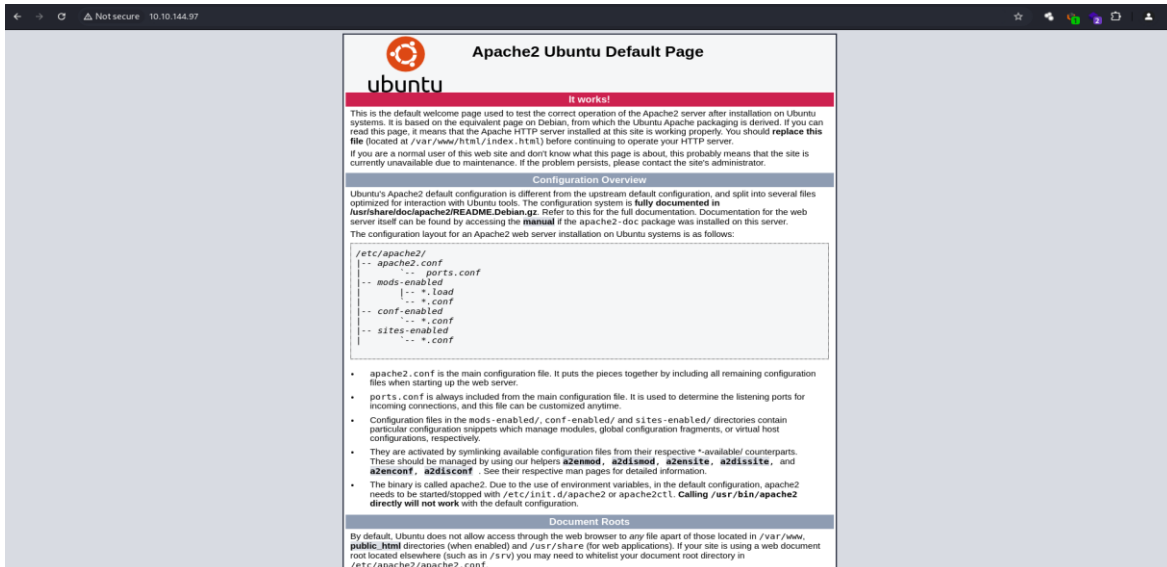 Not secure 10.10.144.97
2
Apache2 Ubuntu Default Page
ubuntu
It works!
This is the default welcome page used to test the correct operation of the Apache2 server after installation on Ubuntu
systems. It is based on the equivalent page on Debian, from which the Ubuntu Apache packaging is derived. If you can
read this page, it means that the Apache HTTP server installed at this site is working properly. You should replace this
file (located at /var/www/html/index.html) before continuing to operate your HTTP server.
If you are a normal user of this web site and don't know what this page is about, this probably means that the site is
currently unavailable due to maintenance. If the problem persists, please contact the site's administrator.
Configuration Overview
Ubuntu's Apache2 default configuration is different from the upstream default configuration, and split into several files
optimized for interaction with Ubuntu tools. The configuration system is fully documented in
/usr/share/doc/apache2/README.Debian.gz. Refer to this for the full documentation. Documentation for the web
server itself can be found by accessing the manual if the apache2-doc package was installed on this server.
The configuration layout for an Apache2 web server installation on Ubuntu systems is as follows:
/etc/apache2/
|-- apache2.conf
|       `--  ports.conf
|-- mods-enabled
|       |-- *.load
|       `-- *.conf
|-- conf-enabled
|       `-- *.conf
|-- sites-enabled
|       `-- *.conf
• apache2.conf is the main configuration file. It puts the pieces together by including all remaining configuration
files when starting up the web server.
• ports.conf is always included from the main configuration file. It is used to determine the listening ports for
incoming connections, and this file can be customized anytime.
• Configuration files in the mods-enabled/, conf-enabled/ and sites-enabled/ directories contain
particular configuration snippets which manage modules, global configuration fragments, or virtual host
configurations, respectively.
• They are activated by symlinking available configuration files from their respective *-available/ counterparts.
These should be managed by using our helpers a2enmod, a2dismod, a2ensite, a2dissite, and
a2enconf, a2disconf . See their respective man pages for detailed information.
• The binary is called apache2. Due to the use of environment variables, in the default configuration, apache2
needs to be started/stopped with /etc/init.d/apache2 or apache2ctl. Calling /usr/bin/apache2
directly will not work with the default configuration.
Document Roots
By default, Ubuntu does not allow access through the web browser to any file apart of those located in /var/www,
public_html directories (when enabled) and /usr/share (for web applications). If your site is using a web document
root located elsewhere (such as in /srv) you may need to whitelist your document root directory in
/etc/apache2/apache2.conf